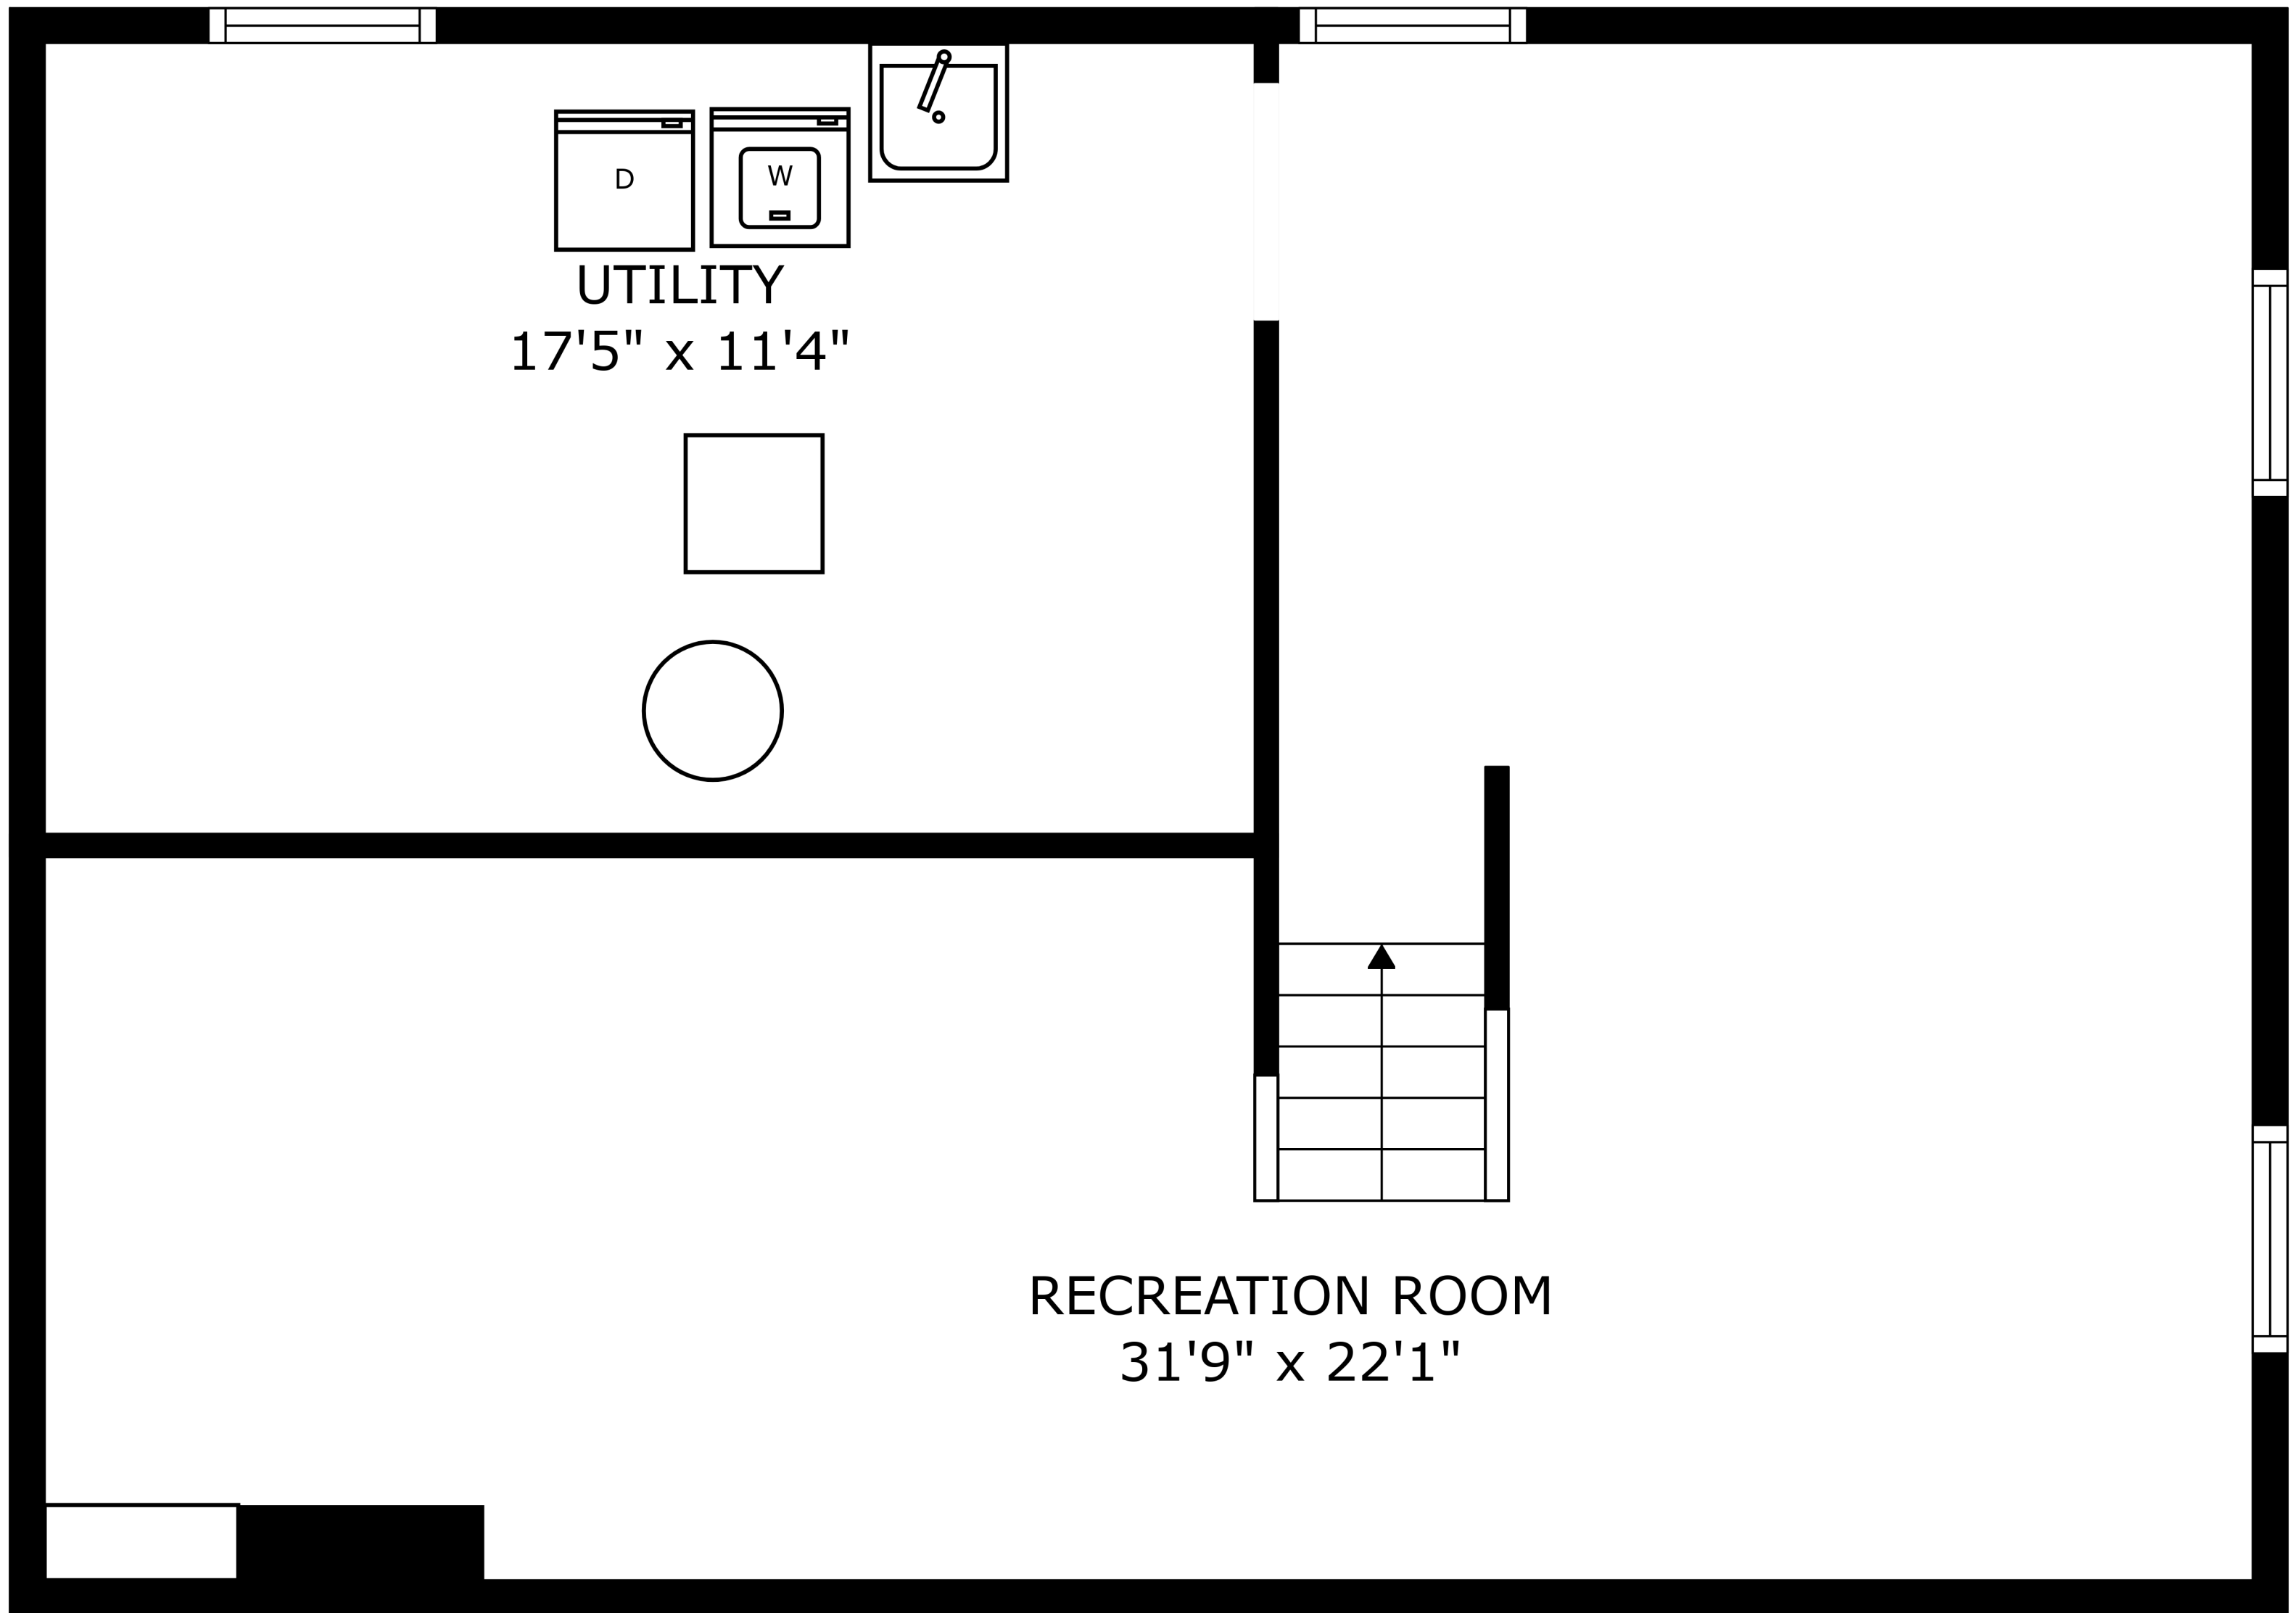 D
W
UTILITY
17'5" x 11'4"
RECREATION ROOM
31'9" x 22'1"